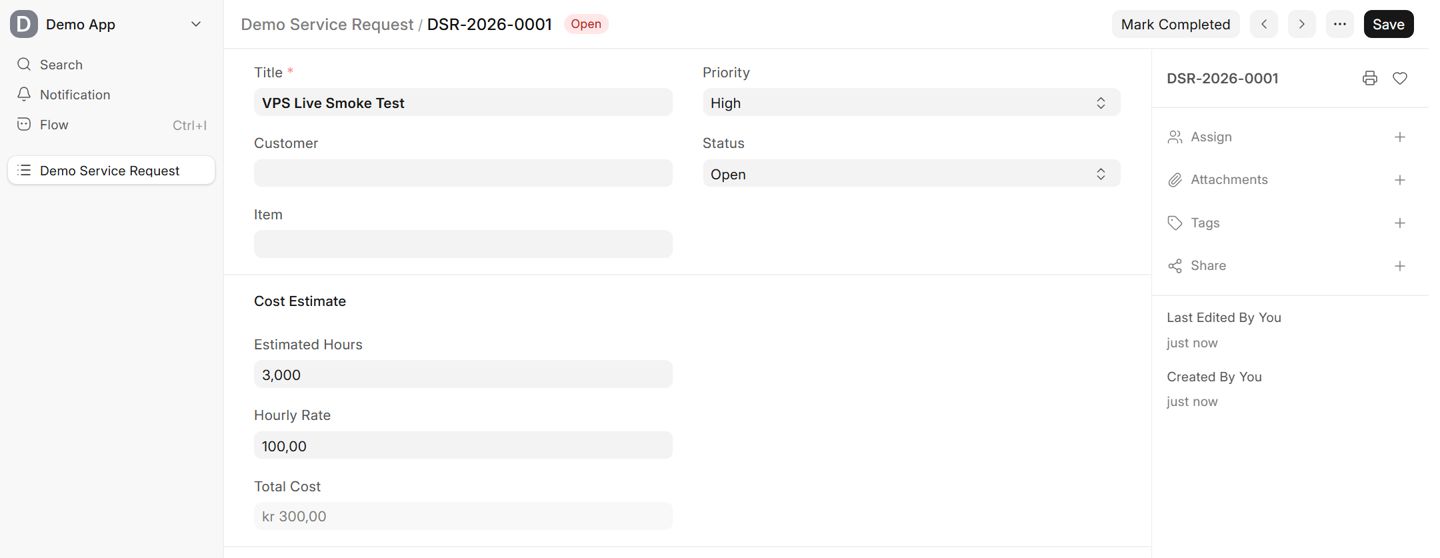 D Demo App
Search
Notification
Flow Ctrl+I
Demo Service Request
Demo Service Request / DSR-2026-0001 Open
Mark Completed ··· Save
Title *
VPS Live Smoke Test
Priority
High
Customer
Status
Open
Item
Cost Estimate
Estimated Hours
3,000
Hourly Rate
100,00
Total Cost
kr 300,00
DSR-2026-0001
Assign +
Attachments +
Tags +
Share +
Last Edited By You
just now
Created By You
just now